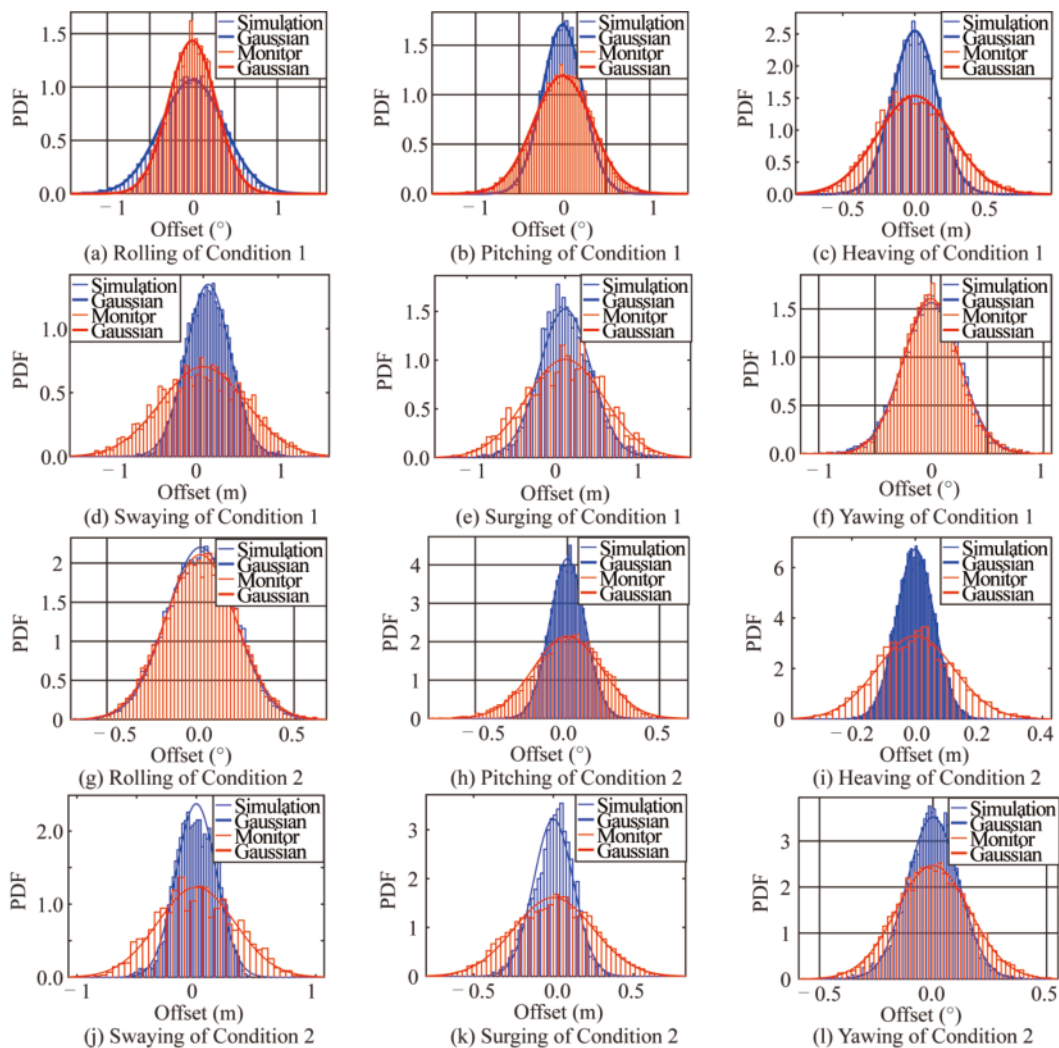 Simulation
Gaussian
Monitor
Gaussian
PDF
1.5
1.0
0.5
0.0
−1 0 1
Offset (°)
(a) Rolling of Condition 1
Simulation
Gaussian
Monitor
Gaussian
PDF
1.5
1.0
0.5
0.0
−1 0 1
Offset (°)
(b) Pitching of Condition 1
Simulation
Gaussian
Monitor
Gaussian
PDF
2.5
2.0
1.5
1.0
0.5
0.0
−0.5 0.0 0.5
Offset (m)
(c) Heaving of Condition 1
Simulation
Gaussian
Monitor
Gaussian
PDF
1.0
0.5
0.0
−1 0 1
Offset (m)
(d) Swaying of Condition 1
Simulation
Gaussian
Monitor
Gaussian
PDF
1.5
1.0
0.5
0.0
−1 0 1
Offset (m)
(e) Surging of Condition 1
Simulation
Gaussian
Monitor
Gaussian
PDF
1.5
1.0
0.5
0.0
−1 0 1
Offset (°)
(f) Yawing of Condition 1
Simulation
Gaussian
Monitor
Gaussian
PDF
2
1.5
1
0.5
0
−0.5 0.0 0.5
Offset (°)
(g) Rolling of Condition 2
Simulation
Gaussian
Monitor
Gaussian
PDF
4
3
2
1
0
−0.5 0.0 0.5
Offset (°)
(h) Pitching of Condition 2
Simulation
Gaussian
Monitor
Gaussian
PDF
6
4
2
0
−0.2 0.0 0.2 0.4
Offset (m)
(i) Heaving of Condition 2
Simulation
Gaussian
Monitor
Gaussian
PDF
2.0
1.0
0.0
−1 0 1
Offset (m)
(j) Swaying of Condition 2
Simulation
Gaussian
Monitor
Gaussian
PDF
3
2
1
0
−0.5 0.0 0.5
Offset (m)
(k) Surging of Condition 2
Simulation
Gaussian
Monitor
Gaussian
PDF
3
2
1
0
−0.5 0.0 0.5
Offset (°)
(l) Yawing of Condition 2